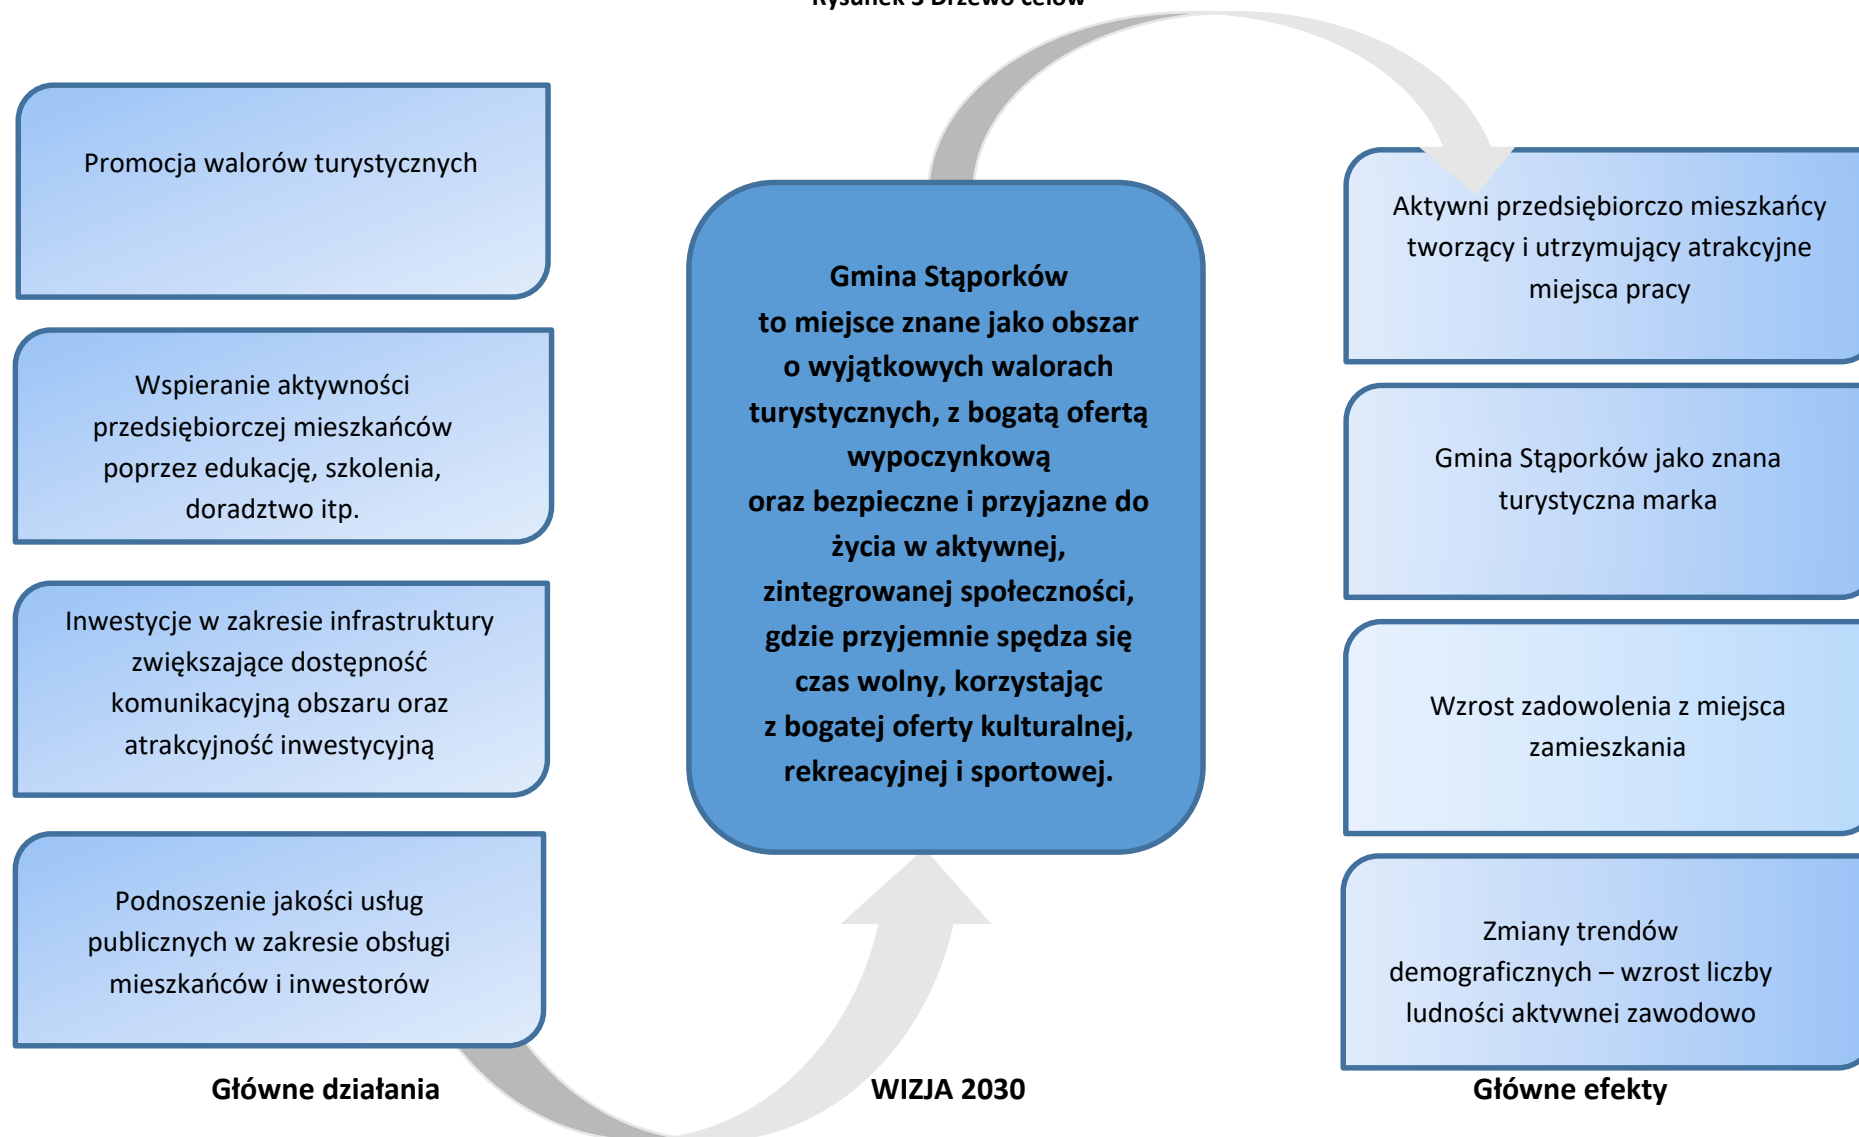 Rysunek 3 Drzewo celów
Promocja walorów turystycznych
Wspieranie aktywności
przedsiębiorczej mieszkańców
poprzez edukację, szkolenia,
doradztwo itp.
Inwestycje w zakresie infrastruktury
zwiększające dostępność
komunikacyjną obszaru oraz
atrakcyjność inwestycyjną
Podnoszenie jakości usług
publicznych w zakresie obsługi
mieszkańców i inwestorów
Główne działania
Gmina Stąporków
to miejsce znane jako obszar
o wyjątkowych walorach
turystycznych, z bogatą ofertą
wypoczynkową
oraz bezpieczne i przyjazne do
życia w aktywnej,
zintegrowanej społeczności,
gdzie przyjemnie spędza się
czas wolny, korzystając
z bogatej oferty kulturalnej,
rekreacyjnej i sportowej.
WIZJA 2030
Aktywni przedsiębiorczo mieszkańcy
tworzący i utrzymujący atrakcyjne
miejsca pracy
Gmina Stąporków jako znana
turystyczna marka
Wzrost zadowolenia z miejsca
zamieszkania
Zmiany trendów
demograficznych – wzrost liczby
ludności aktywnej zawodowo
Główne efekty